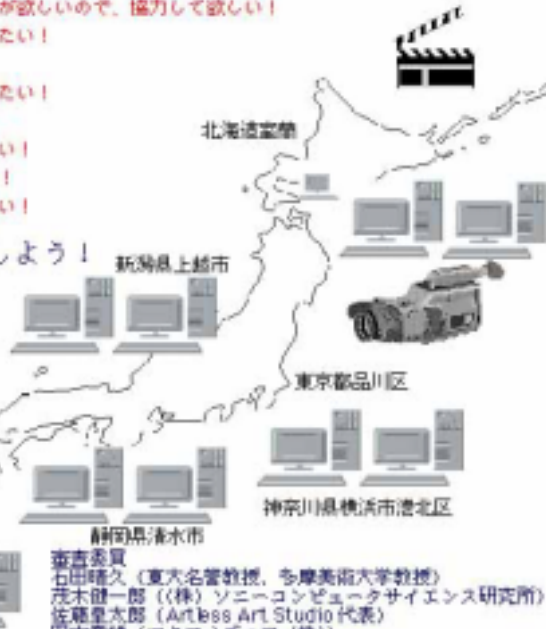 が欲しいので、協力して欲しい！
たい！
たい！
い！
！
い！
しよう！
北海道室蘭
新潟県上越市
東京都品川区
神奈川県横浜市港北区
静岡県清水市
審査委員
石田晴久（東大名誉教授、多摩美術大学教授）
茂木健一郎（(株) ソニーコンピュータサイエンス研究所）
佐藤皇太郎（Artless Art Studio 代表）